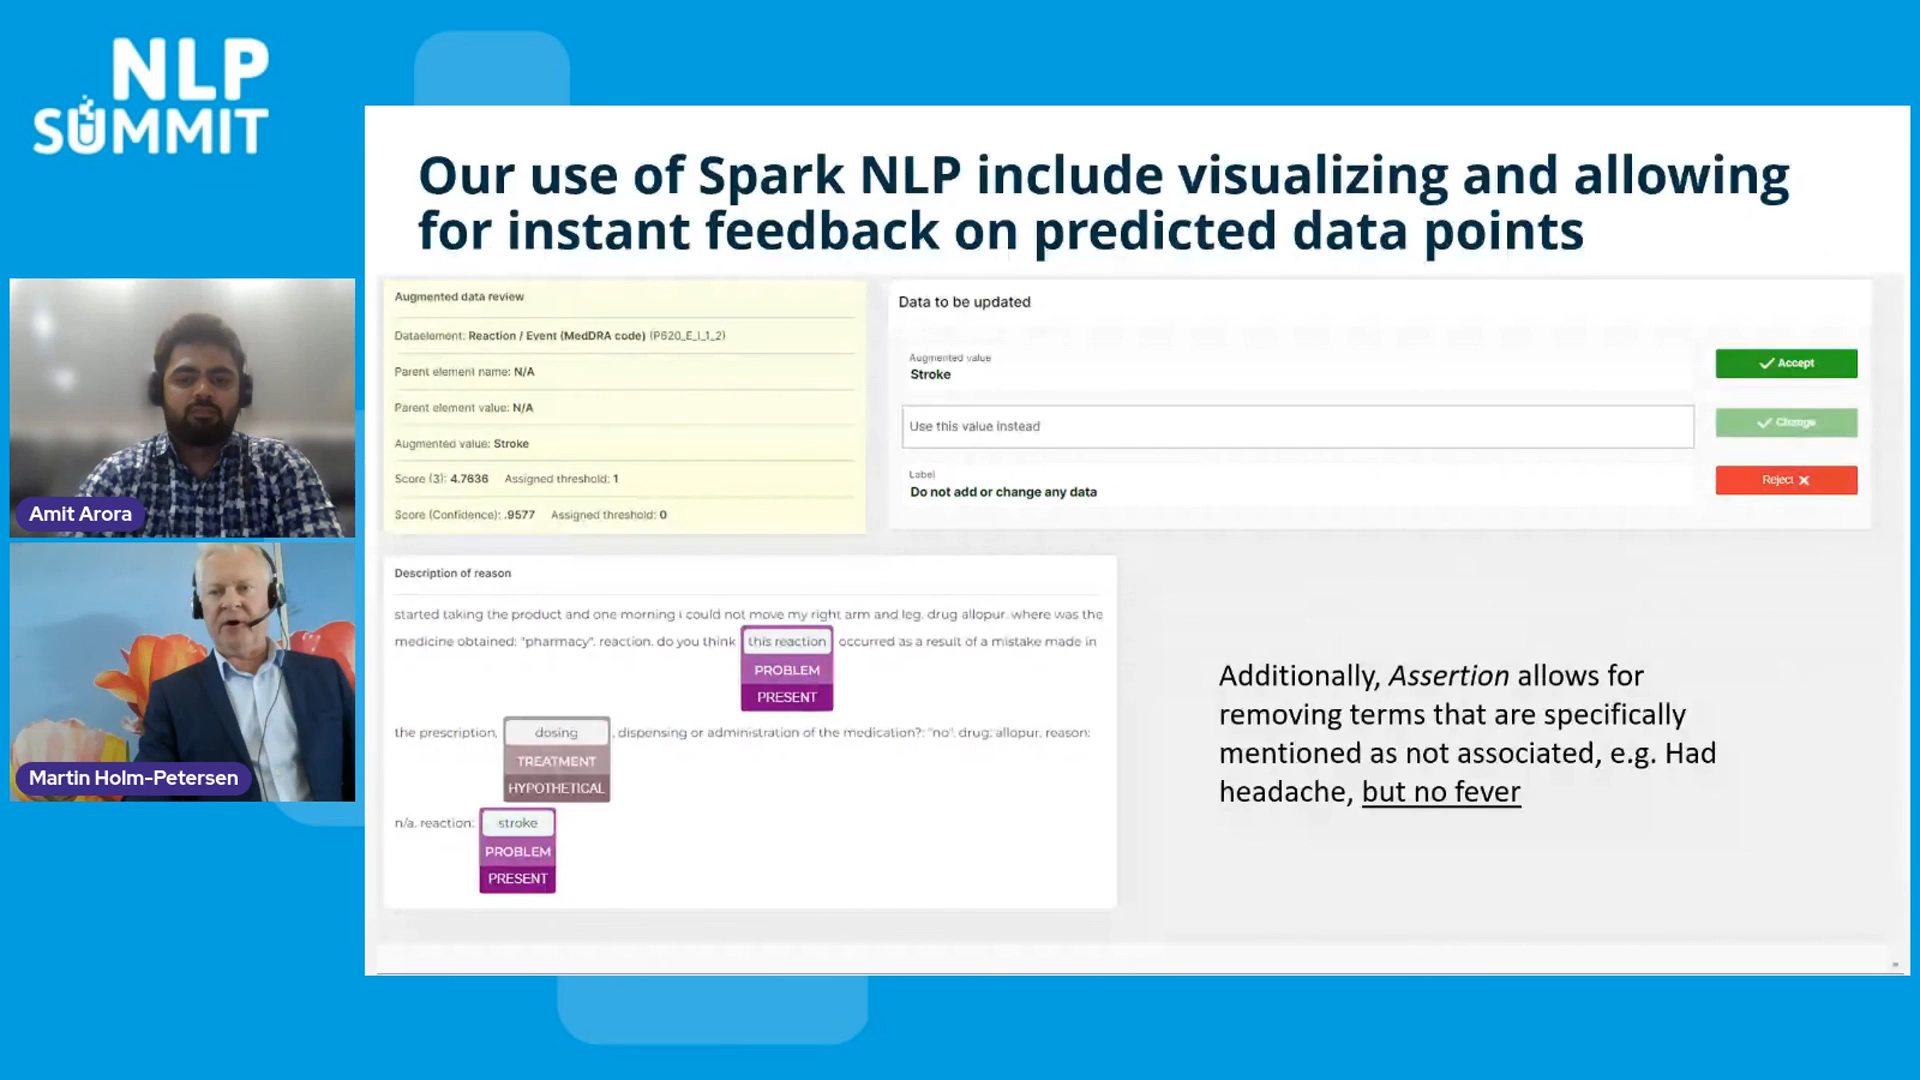 NLP
SUMMIT
Our use of Spark NLP include visualizing and allowing
for instant feedback on predicted data points
Augmented data review
Dataelement: Reaction / Event (MedDRA code) (P620_E_i_1_2)
Parent element name: N/A
Parent element value: N/A
Augmented value: Stroke
Score (3): 4.7636 Assigned threshold: 1
Score (Confidence): .9577 Assigned threshold: 0
Data to be updated
Augmented value
Stroke
Accept
Use this value instead
Change
Label
Do not add or change any data
Reject X
Description of reason
started taking the product and one morning i could not move my right arm and leg. drug allopur. where was the
medicine obtained: "pharmacy". reaction. do you think this reaction occurred as a result of a mistake made in
PROBLEM
PRESENT
the prescription, dosing , dispensing or administration of the medication?: "no". drug: allopur. reason:
TREATMENT
HYPOTHETICAL
n/a. reaction: stroke
PROBLEM
PRESENT
Additionally, Assertion allows for
removing terms that are specifically
mentioned as not associated, e.g. Had
headache, but no fever
Amit Arora
Martin Holm-Petersen